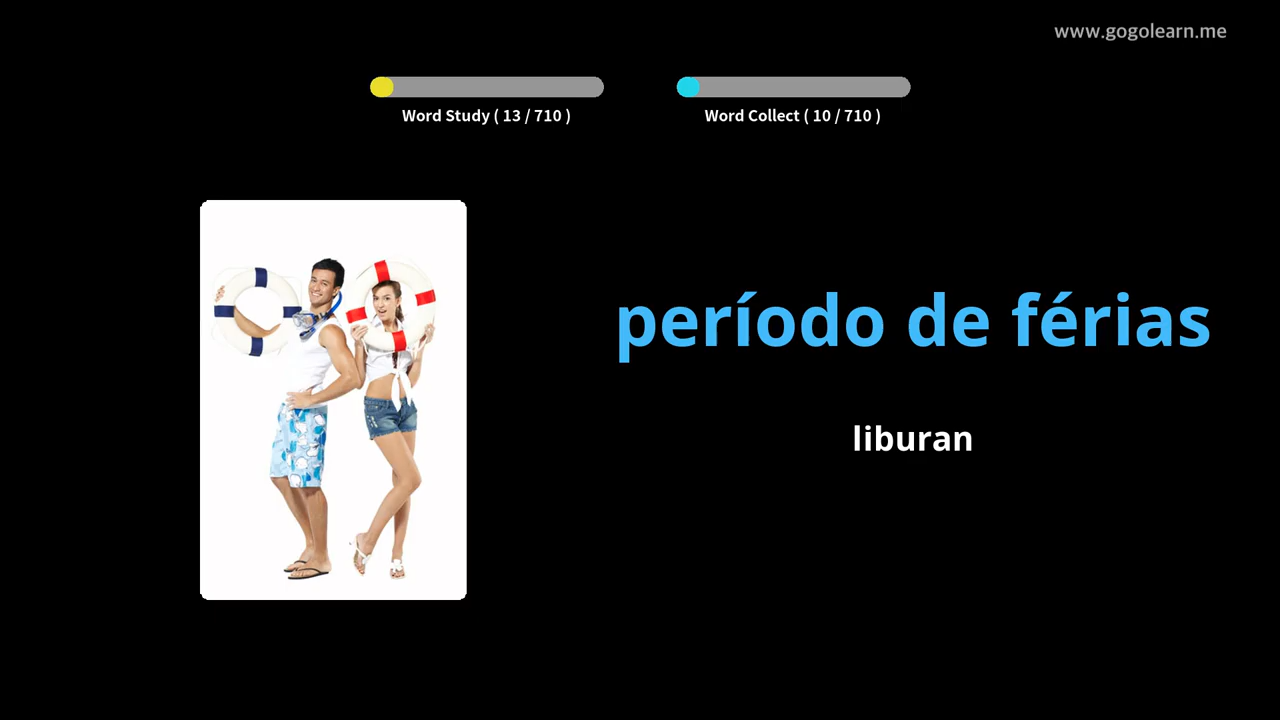 www.gogolearn.me
Word Study ( 13 / 710 )
Word Collect ( 10 / 710 )
período de férias
liburan